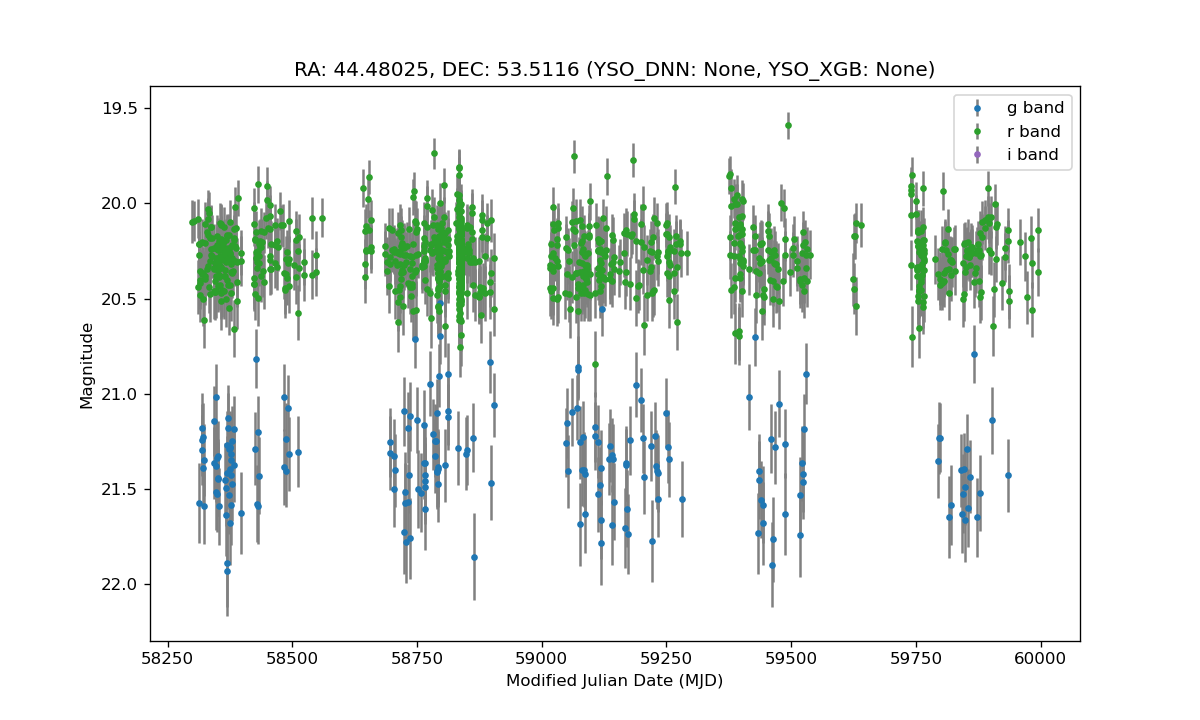 RA: 44.48025, DEC: 53.5116 (YSO_DNN: None, YSO_XGB: None)
g band
r band
i band
19.5
20.0
20.5
21.0
21.5
22.0
Magnitude
58250 58500 58750 59000 59250 59500 59750 60000
Modified Julian Date (MJD)